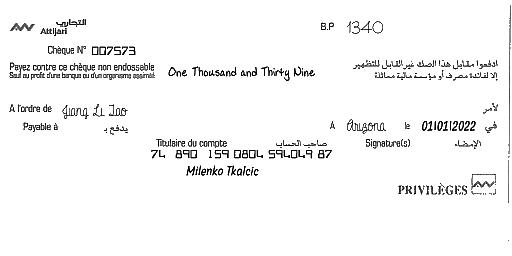 التجاري
Attijari
B.P 1340
Chèque N° 007573
Payez contre ce chèque non endossable
Sauf au profit d'une banque ou d'un organisme assimilé
One Thousand and Thirty Nine
ادفعوا مقابل هذا الصك غير القابل للتظهير
إلا لفائدة مصرف أو مؤسسة مالية مماثلة
A l'ordre de Jiang Li Tao
لأمر
Payable à
يدفع بـ
A Arizona le 01/01/2022 في
Titulaire du compte صاحب الحساب
Signature(s) الإمضاء
74 890 159 0804 594049 87
Milenko Tkalcic
PRIVILÈGES